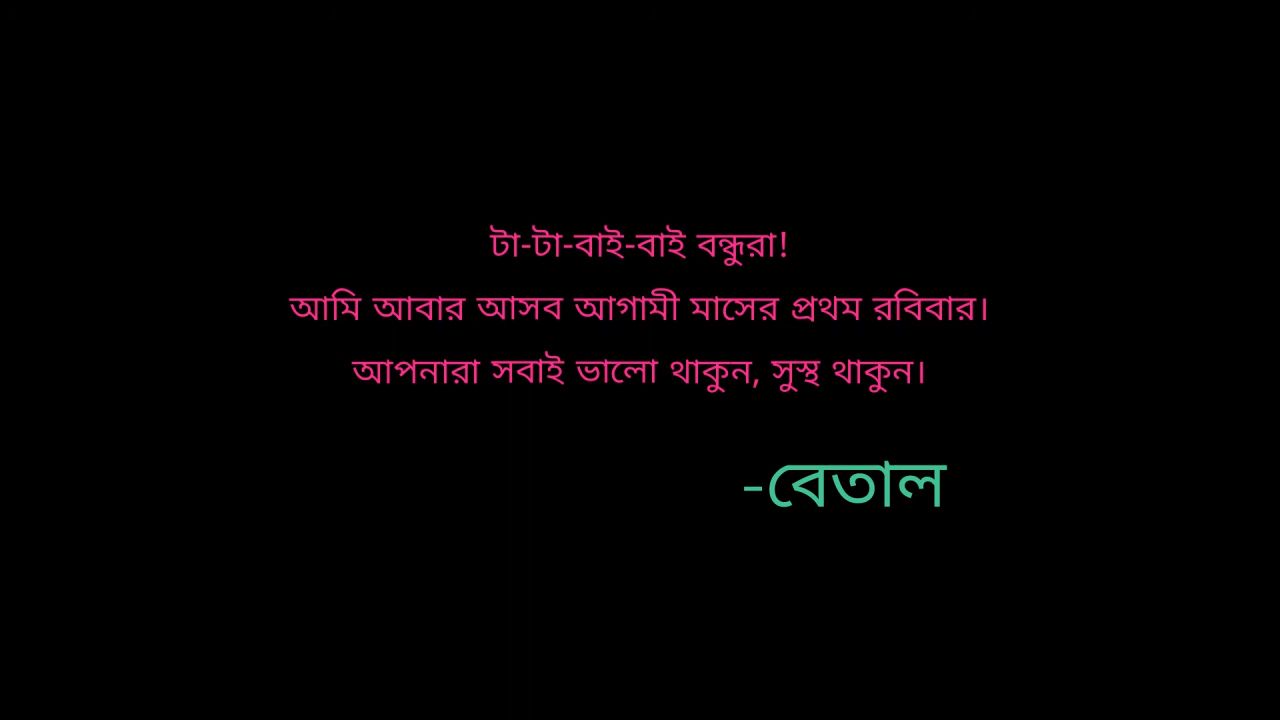 টা-টা-বাই-বাই বন্ধুরা!
আমি আবার আসব আগামী মাসের প্রথম রবিবার।
আপনারা সবাই ভালো থাকুন, সুস্থ থাকুন।
-বেতাল